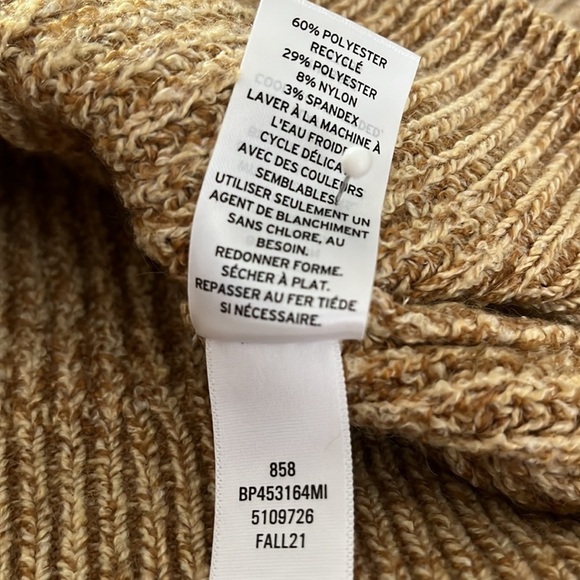 60% POLYESTER
RECYCLÉ
29% POLYESTER
8% NYLON
3% SPANDEX
LAVER À LA MACHINE À
L'EAU FROIDE
CYCLE DÉLICA
AVEC DES COULEURS
SEMBLABLES
UTILISER SEULEMENT UN
AGENT DE BLANCHIMENT
SANS CHLORE, AU
BESOIN.
REDONNER FORME.
SÉCHER À PLAT.
REPASSER AU FER TIÉDE
SI NÉCESSAIRE.
858
BP453164MI
5109726
FALL21